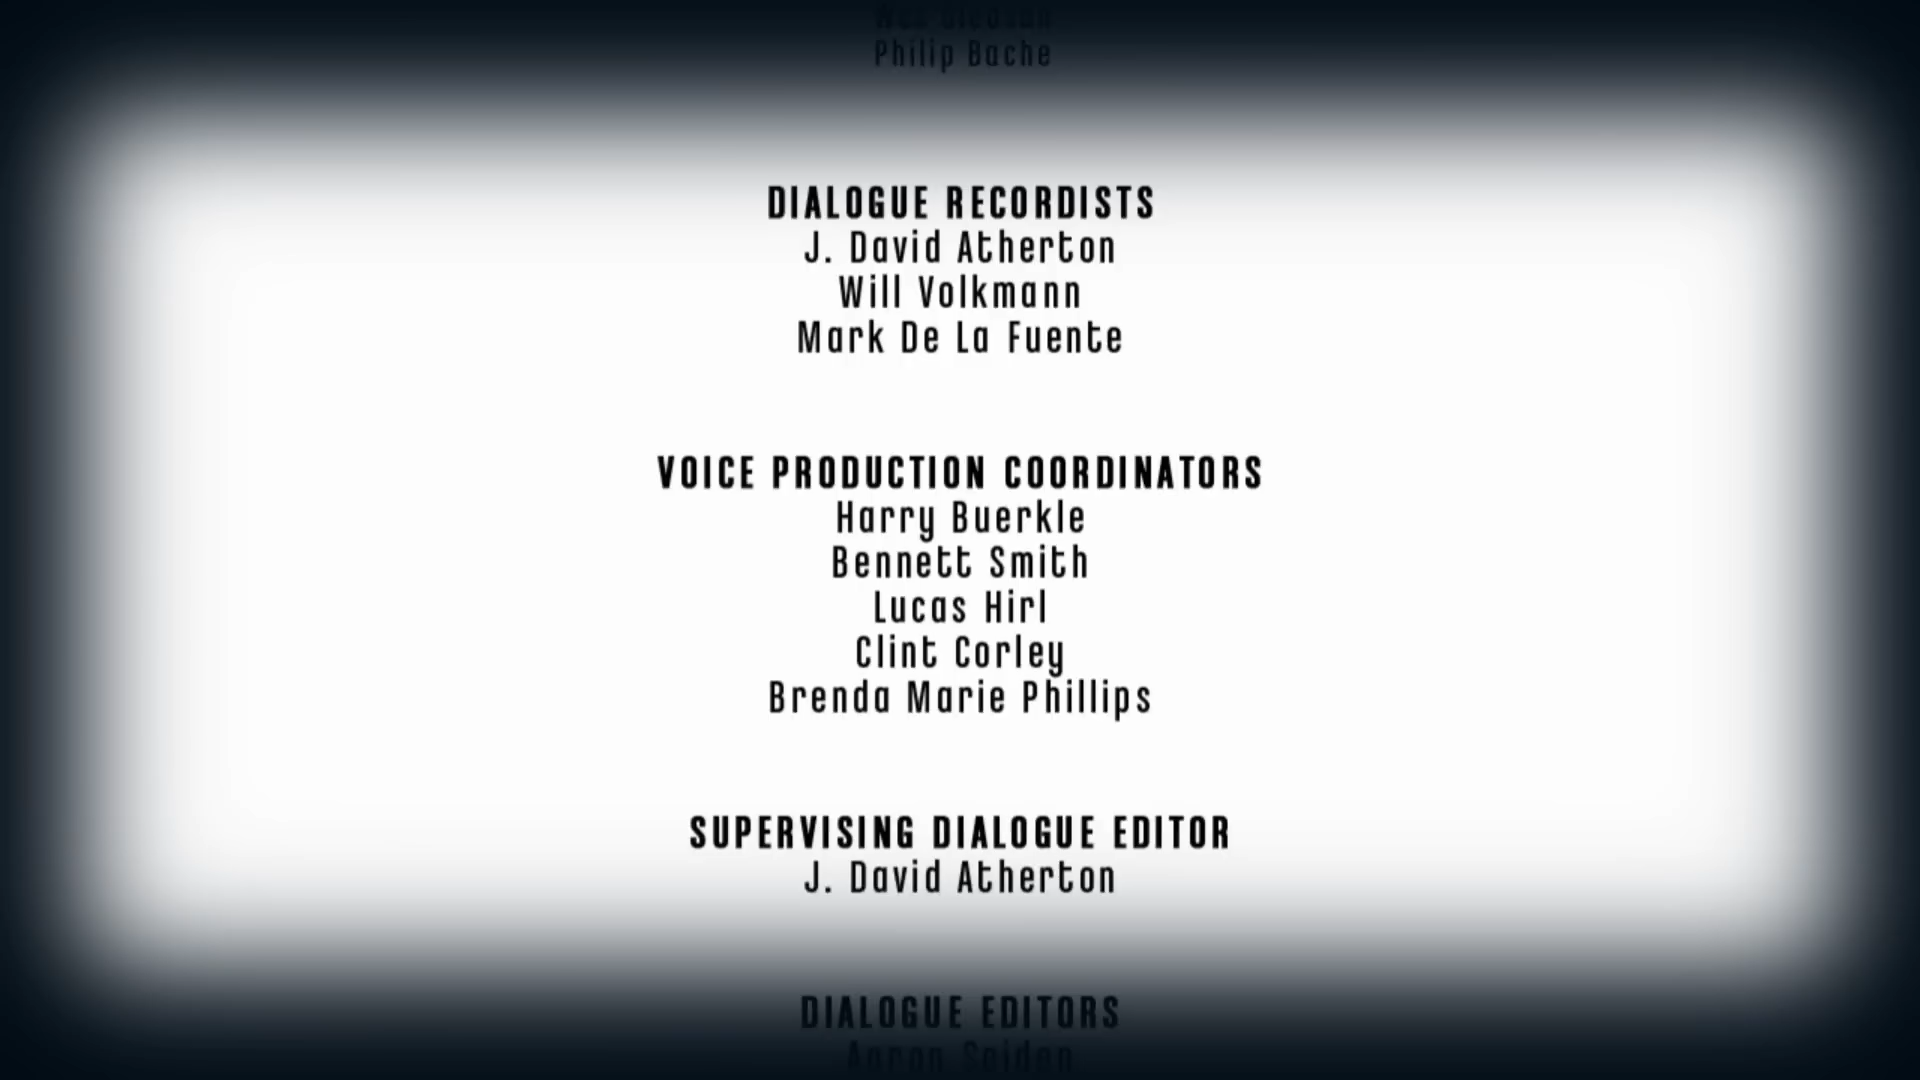 Philip Bache
DIALOGUE RECORDISTS
J. David Atherton
Will Volkmann
Mark De La Fuente
VOICE PRODUCTION COORDINATORS
Harry Buerkle
Bennett Smith
Lucas Hirl
Clint Corley
Brenda Marie Phillips
SUPERVISING DIALOGUE EDITOR
J. David Atherton
DIALOGUE EDITORS